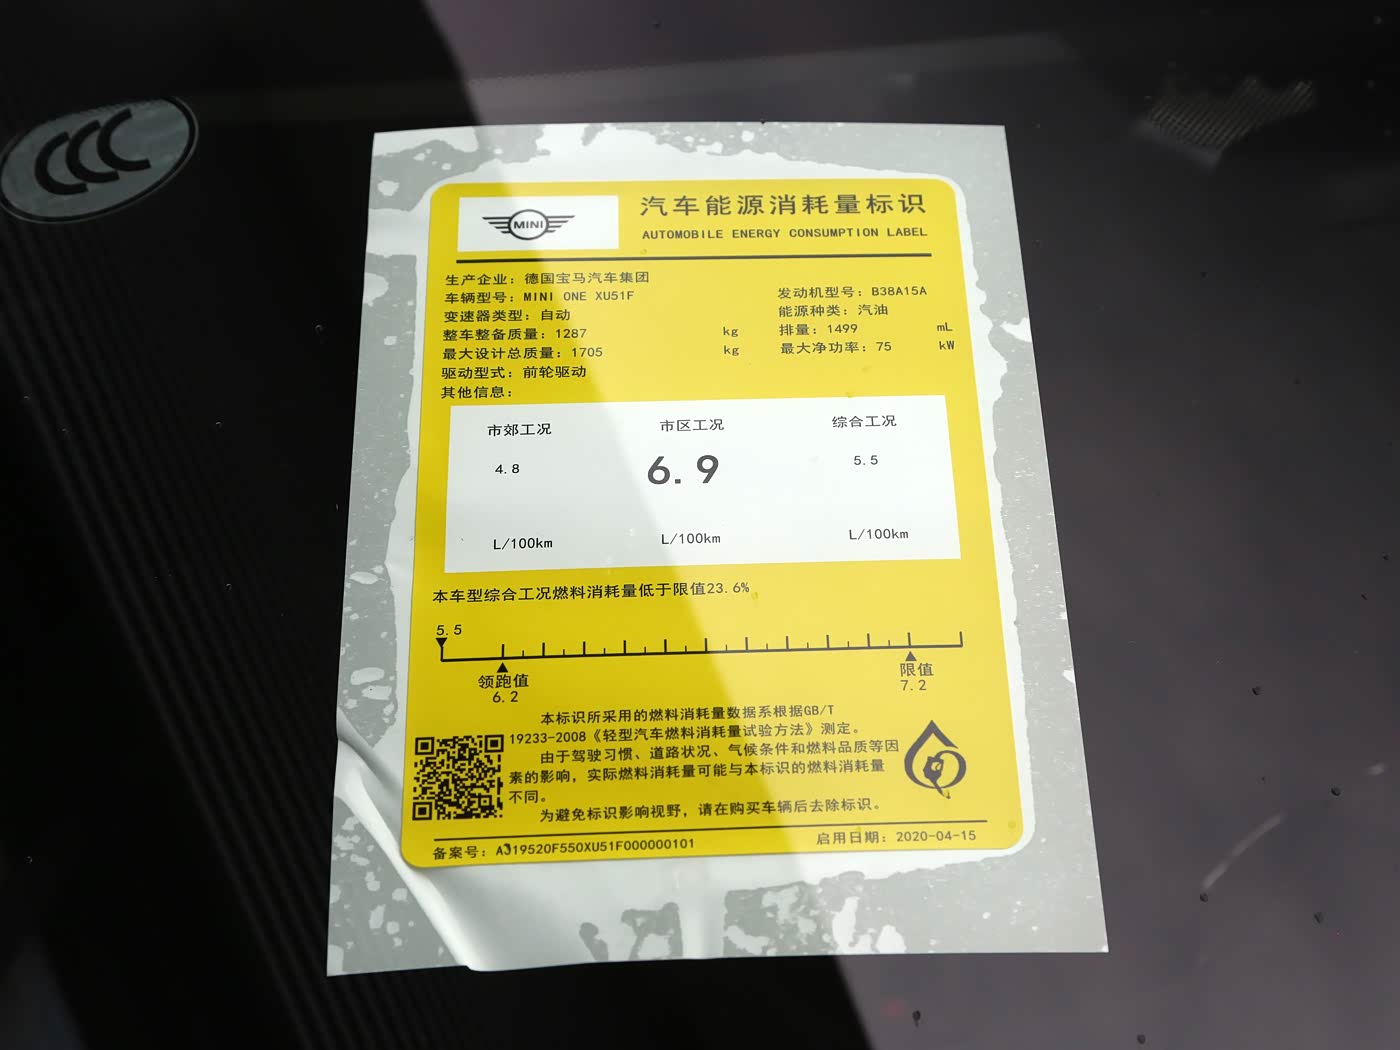 CCC
MINI
汽车能源消耗量标识
AUTOMOBILE ENERGY CONSUMPTION LABEL
生产企业：德国宝马汽车集团
车辆型号：MINI ONE XU51F
变速器类型：自动
整车整备质量：1287 kg
最大设计总质量：1705 kg
驱动型式：前轮驱动
其他信息：
发动机型号：B38A15A
能源种类：汽油
排量：1499 mL
最大净功率：75 kW
市郊工况 市区工况 综合工况
4.8 6.9 5.5
L/100km L/100km L/100km
本车型综合工况燃料消耗量低于限值23.6%
5.5
领跑值 限值
6.2 7.2
本标识所采用的燃料消耗量数据系根据GB/T
19233-2008《轻型汽车燃料消耗量试验方法》测定。
由于驾驶习惯、道路状况、气候条件和燃料品质等因
素的影响，实际燃料消耗量可能与本标识的燃料消耗量
不同。
为避免标识影响视野，请在购买车辆后去除标识。
备案号：A319520F550XU51F000000101 启用日期：2020-04-15